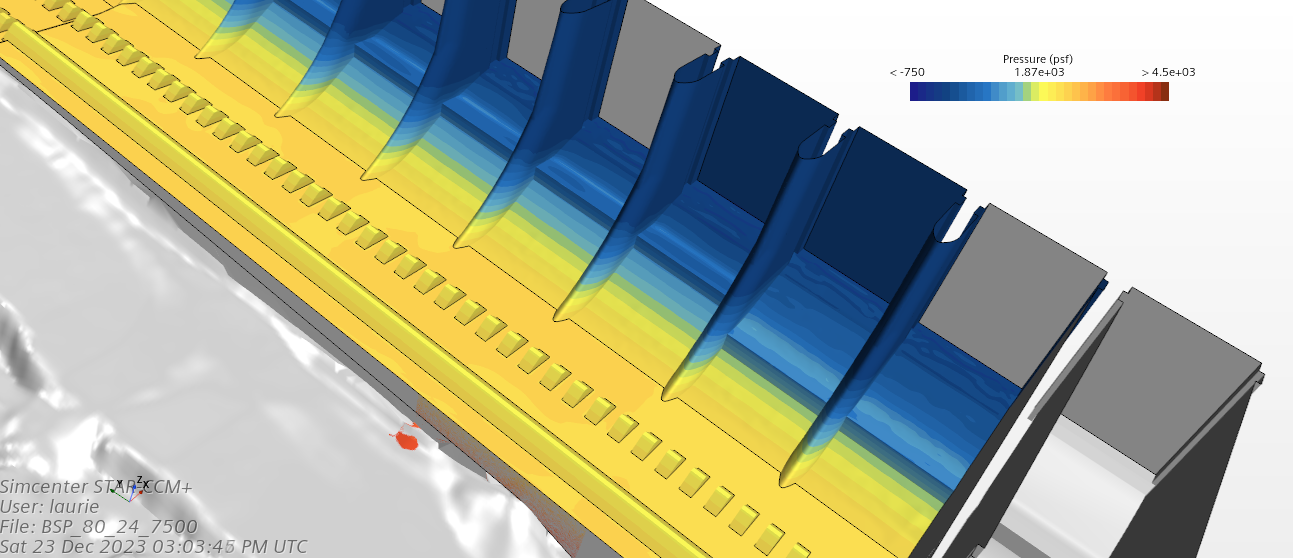 Pressure (psf)
< -750 1.87e+03 > 4.5e+03
Z
Y X
Simcenter STAR-CCM+
User: laurie
File: BSP_80_24_7500
Sat 23 Dec 2023 03:03:45 PM UTC